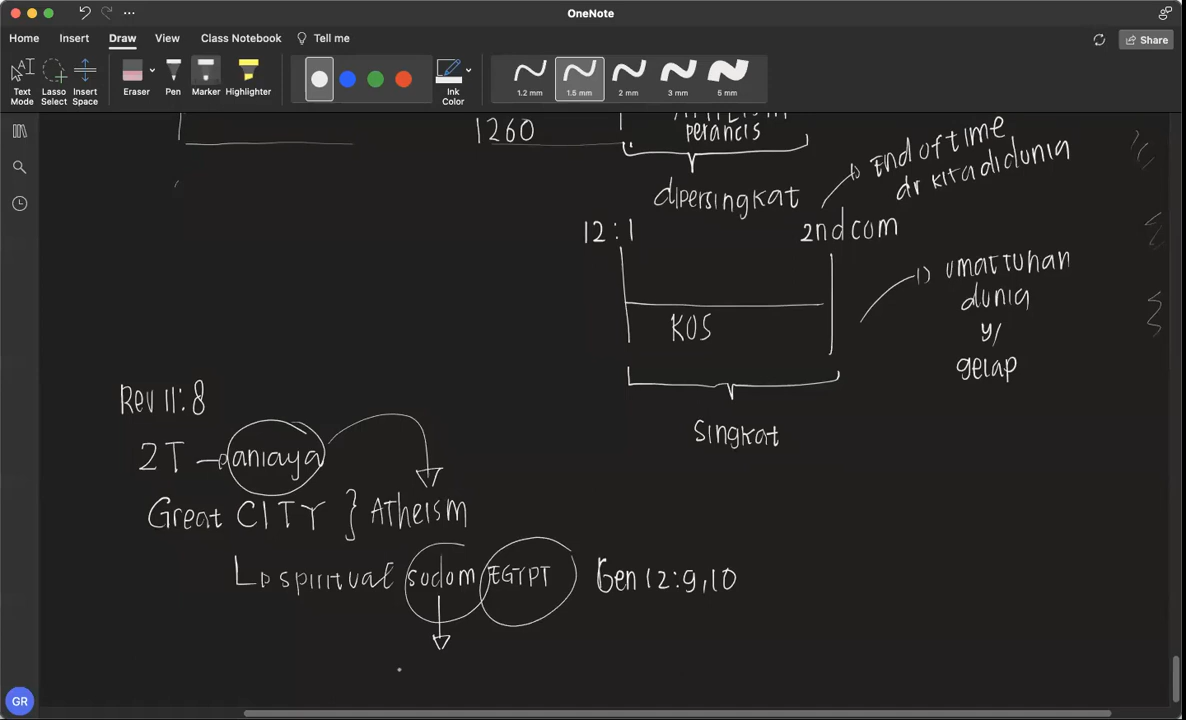 OneNote
Home Insert Draw View Class Notebook Tell me
Share
Text Mode
Lasso Select
Insert Space
Eraser
Pen
Marker
Highlighter
Ink Color
1.2 mm
1.5 mm
2 mm
3 mm
5 mm
1260
perancis
dipersingkat
End of time
dr kita di dunia
12:1
2nd com
1) umat tuhan
dunia
y/
gelap
KOS
singkat
Rev 11:8
2T aniaya
Great CITY } Atheism
spiritual sodom EGYPT Gen 12:9,10
GR